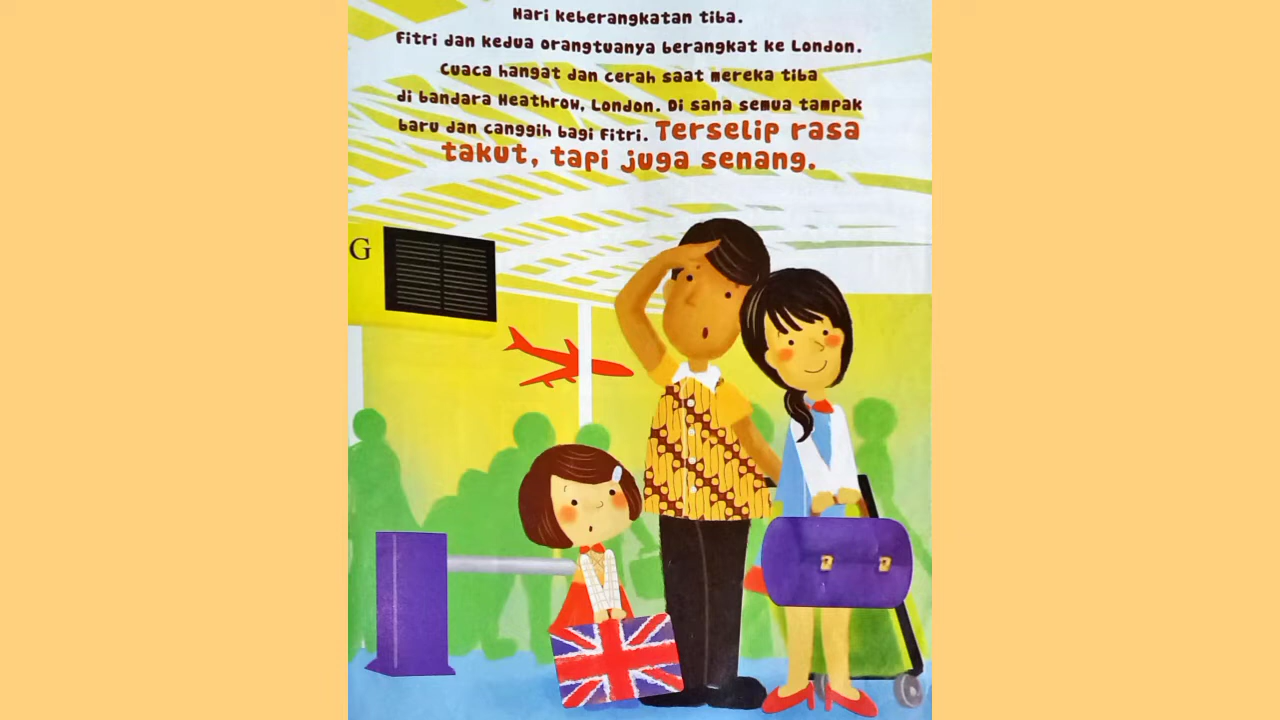 Hari keberangkatan tiba.
Fitri dan kedua orangtuanya berangkat ke London.
Cuaca hangat dan cerah saat mereka tiba
di bandara Heathrow, London. Di sana semua tampak
baru dan canggih bagi Fitri. Terselip rasa
takut, tapi juga senang.
G